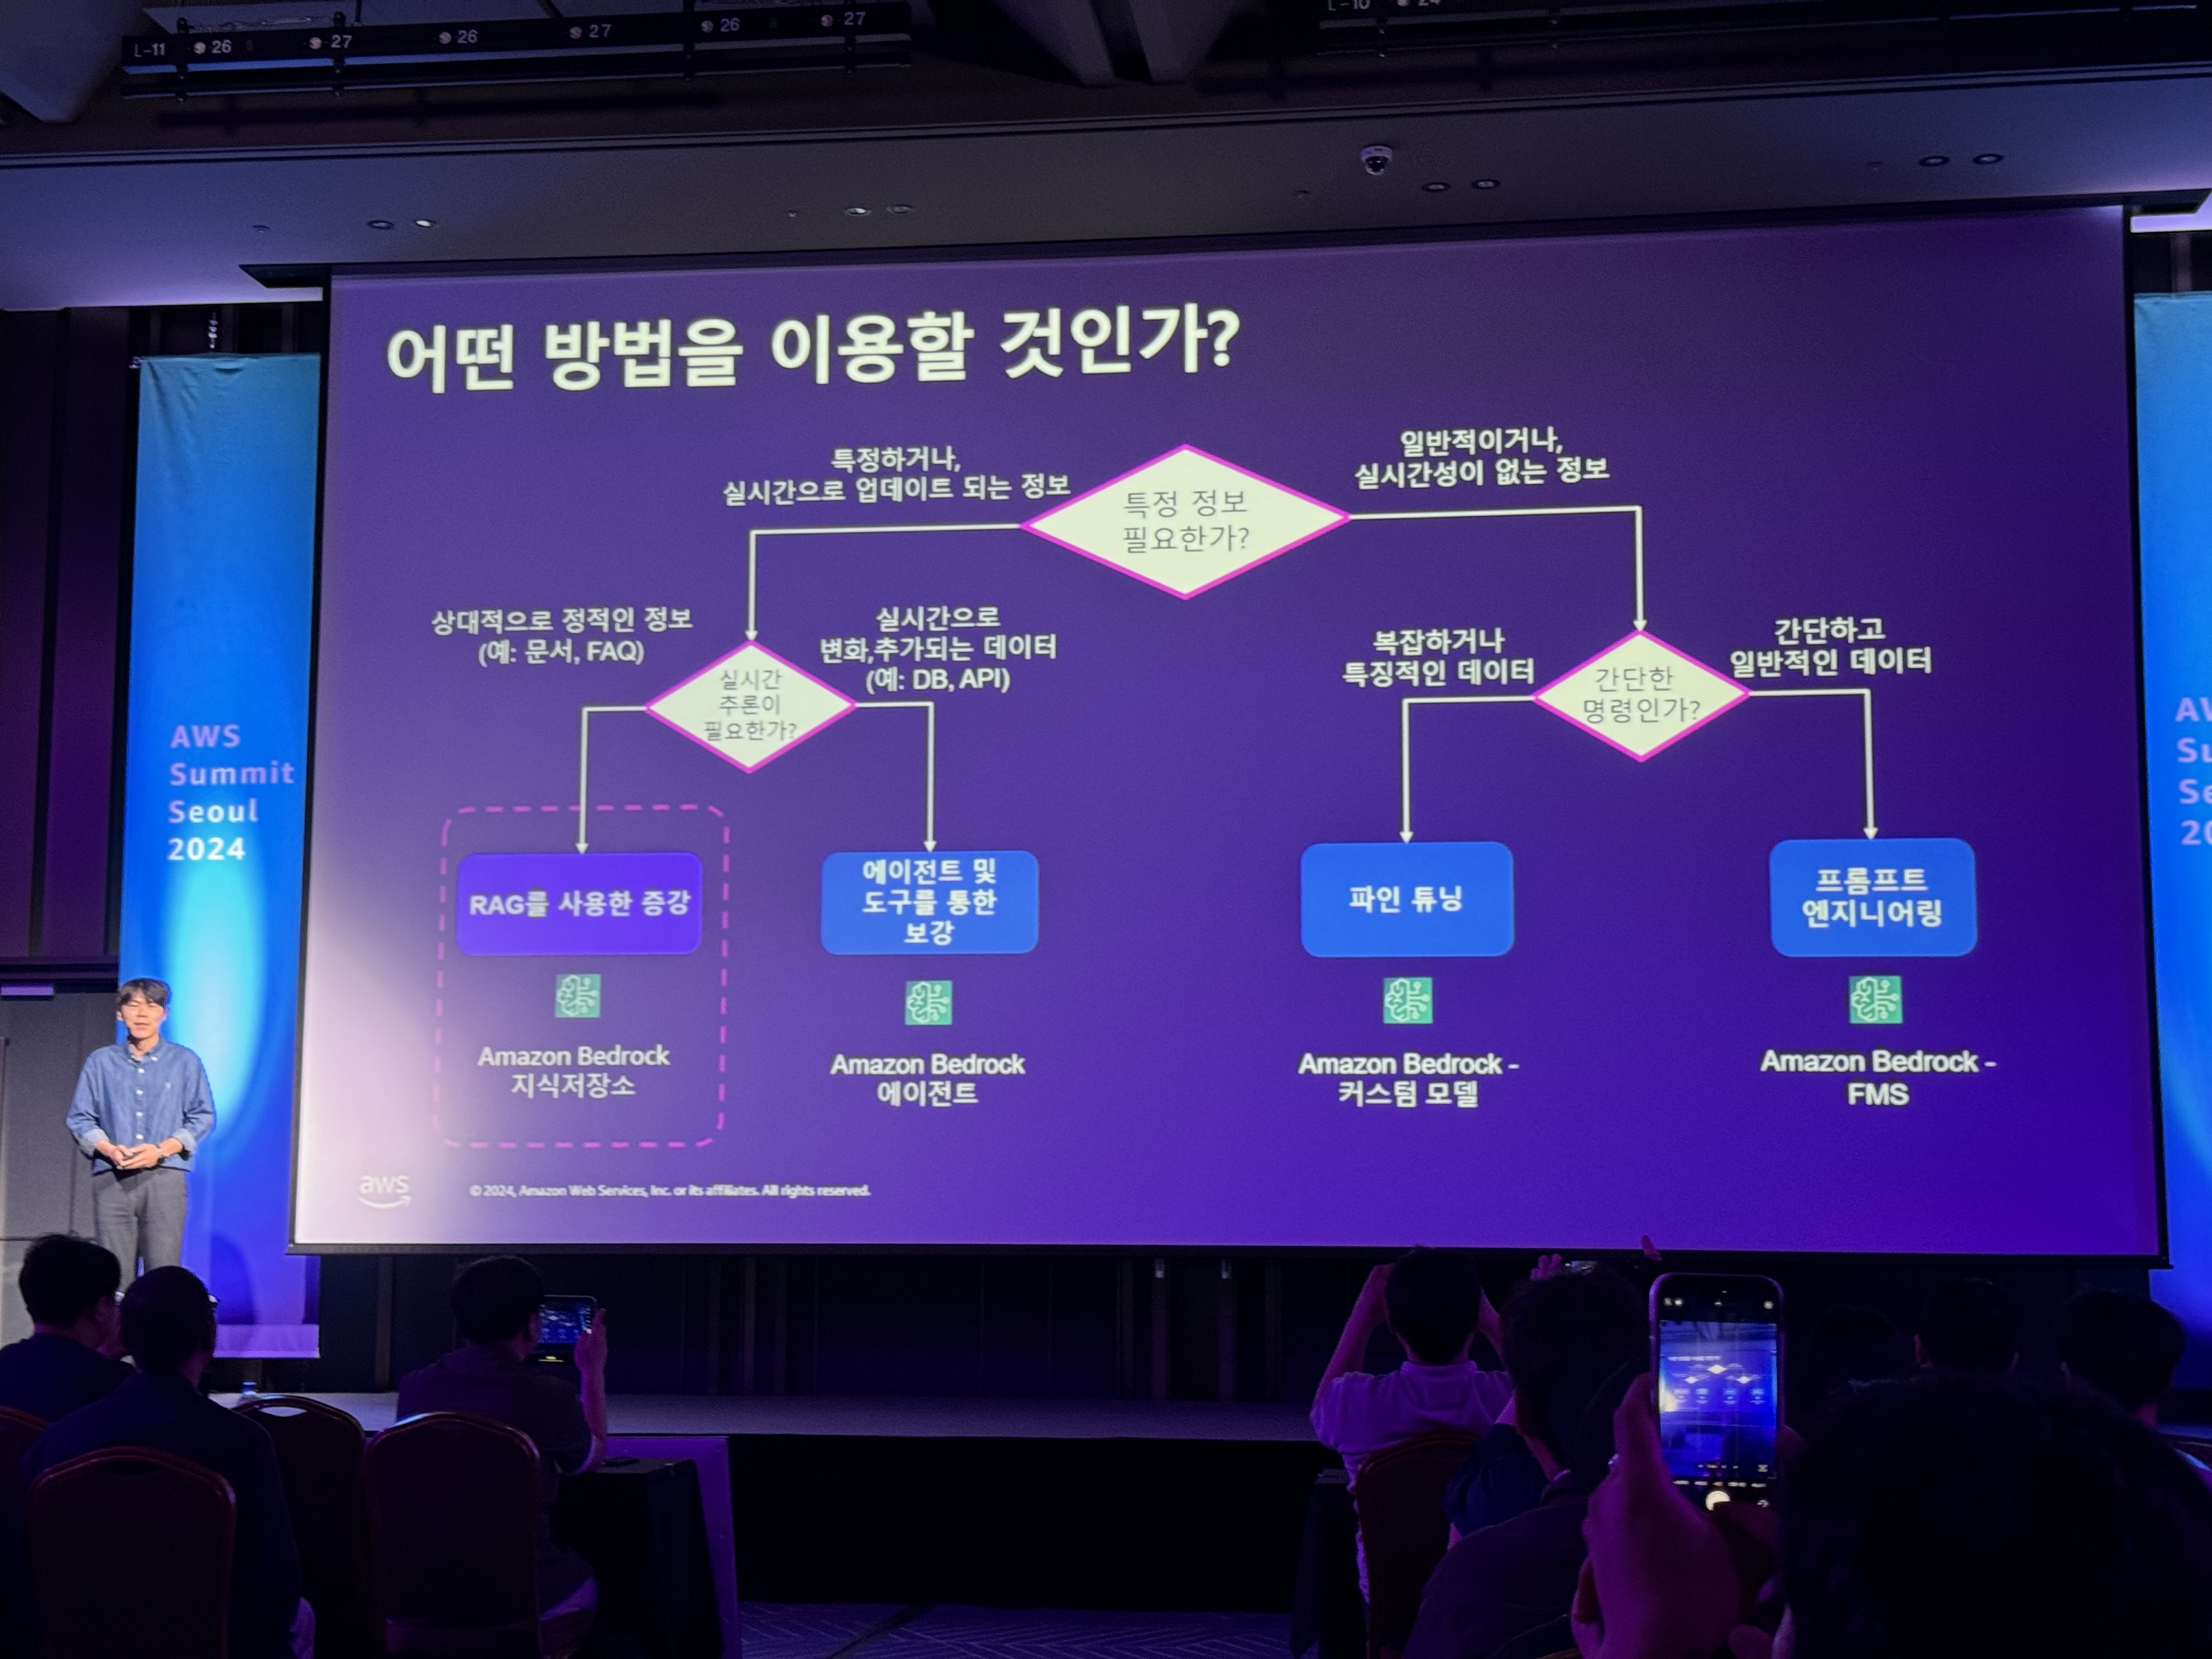 L-11 26 27 26 27 26 27
어떤 방법을 이용할 것인가?
특정하거나,
실시간으로 업데이트 되는 정보
특정 정보
필요한가?
일반적이거나,
실시간성이 없는 정보
상대적으로 정적인 정보
(예: 문서, FAQ)
실시간
추론이
필요한가?
실시간으로
변화,추가되는 데이터
(예: DB, API)
복잡하거나
특징적인 데이터
간단한
명령인가?
간단하고
일반적인 데이터
RAG를 사용한 증강
에이전트 및
도구를 통한
보강
파인 튜닝
프롬프트
엔지니어링
Amazon Bedrock
지식저장소
Amazon Bedrock
에이전트
Amazon Bedrock -
커스텀 모델
Amazon Bedrock -
FMS
aws
© 2024, Amazon Web Services, Inc. or its affiliates. All rights reserved.
AWS
Summit
Seoul
2024